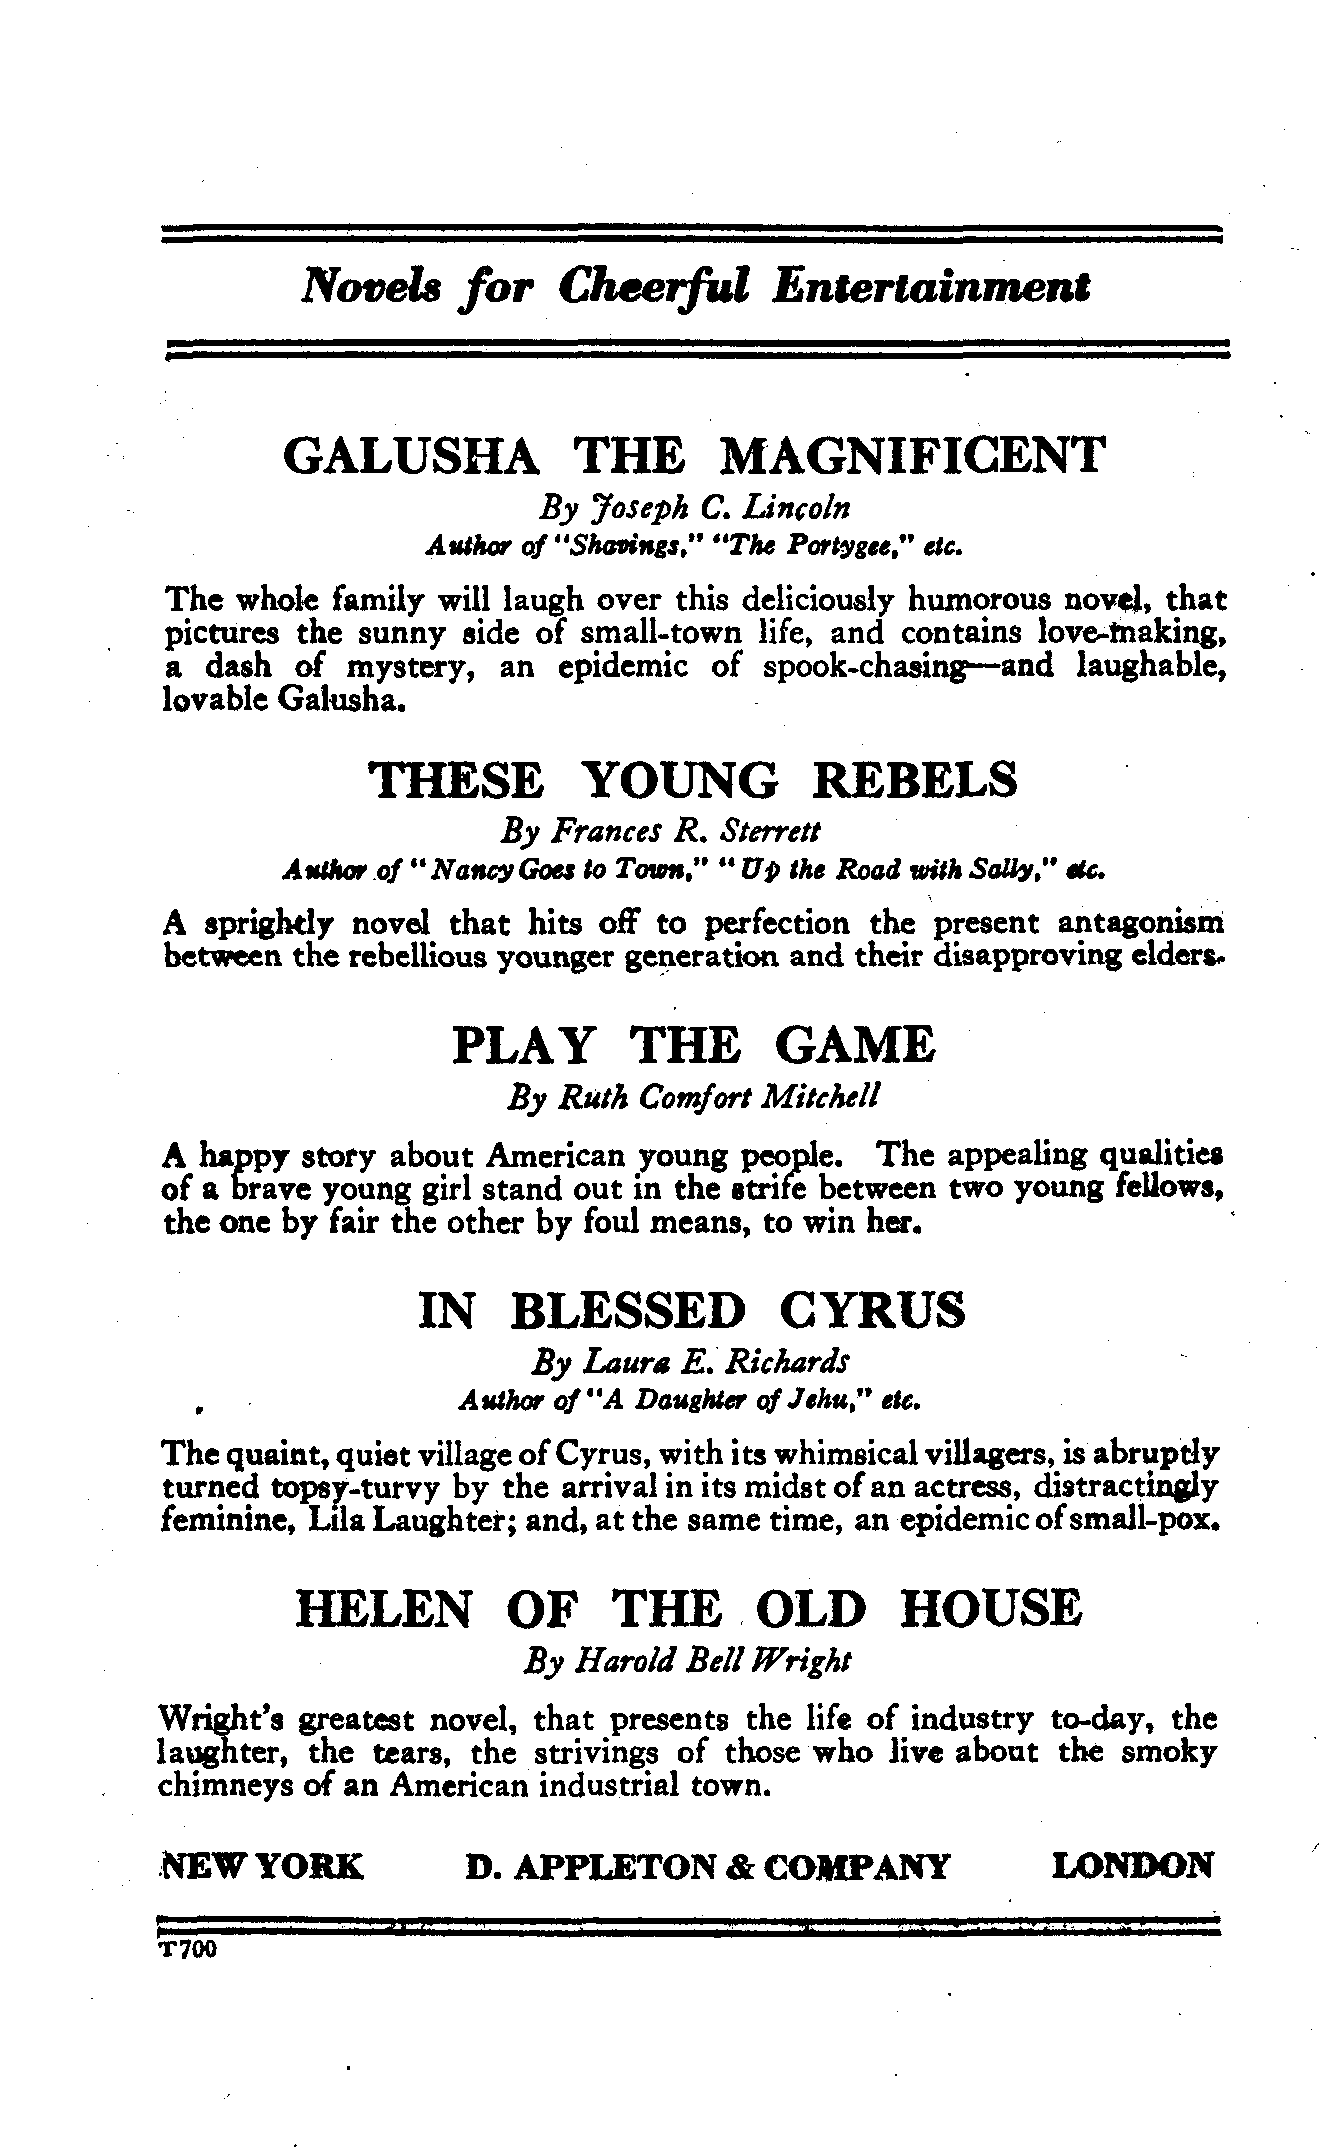 Novels for Cheerful Entertainment
GALUSHA THE MAGNIFICENT
By Joseph C. Lincoln
Author of "Shavings," "The Portygee," etc.
The whole family will laugh over this deliciously humorous novel, that
pictures the sunny side of small-town life, and contains love-making,
a dash of mystery, an epidemic of spook-chasing—and laughable,
lovable Galusha.
THESE YOUNG REBELS
By Frances R. Sterrett
Author of "Nancy Goes to Town," "Up the Road with Sally," etc.
A sprightly novel that hits off to perfection the present antagonism
between the rebellious younger generation and their disapproving elders.
PLAY THE GAME
By Ruth Comfort Mitchell
A happy story about American young people. The appealing qualities
of a brave young girl stand out in the strife between two young fellows,
the one by fair the other by foul means, to win her.
IN BLESSED CYRUS
By Laura E. Richards
Author of "A Daughter of Jehu," etc.
The quaint, quiet village of Cyrus, with its whimsical villagers, is abruptly
turned topsy-turvy by the arrival in its midst of an actress, distractingly
feminine, Lila Laughter; and, at the same time, an epidemic of small-pox.
HELEN OF THE OLD HOUSE
By Harold Bell Wright
Wright's greatest novel, that presents the life of industry to-day, the
laughter, the tears, the strivings of those who live about the smoky
chimneys of an American industrial town.
NEW YORK D. APPLETON & COMPANY LONDON
T700